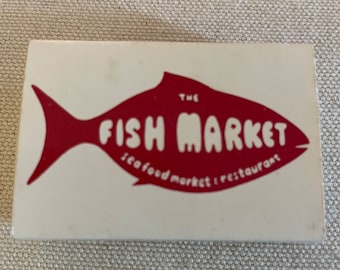 THE
FISH MARKET
seafood market & restaurant